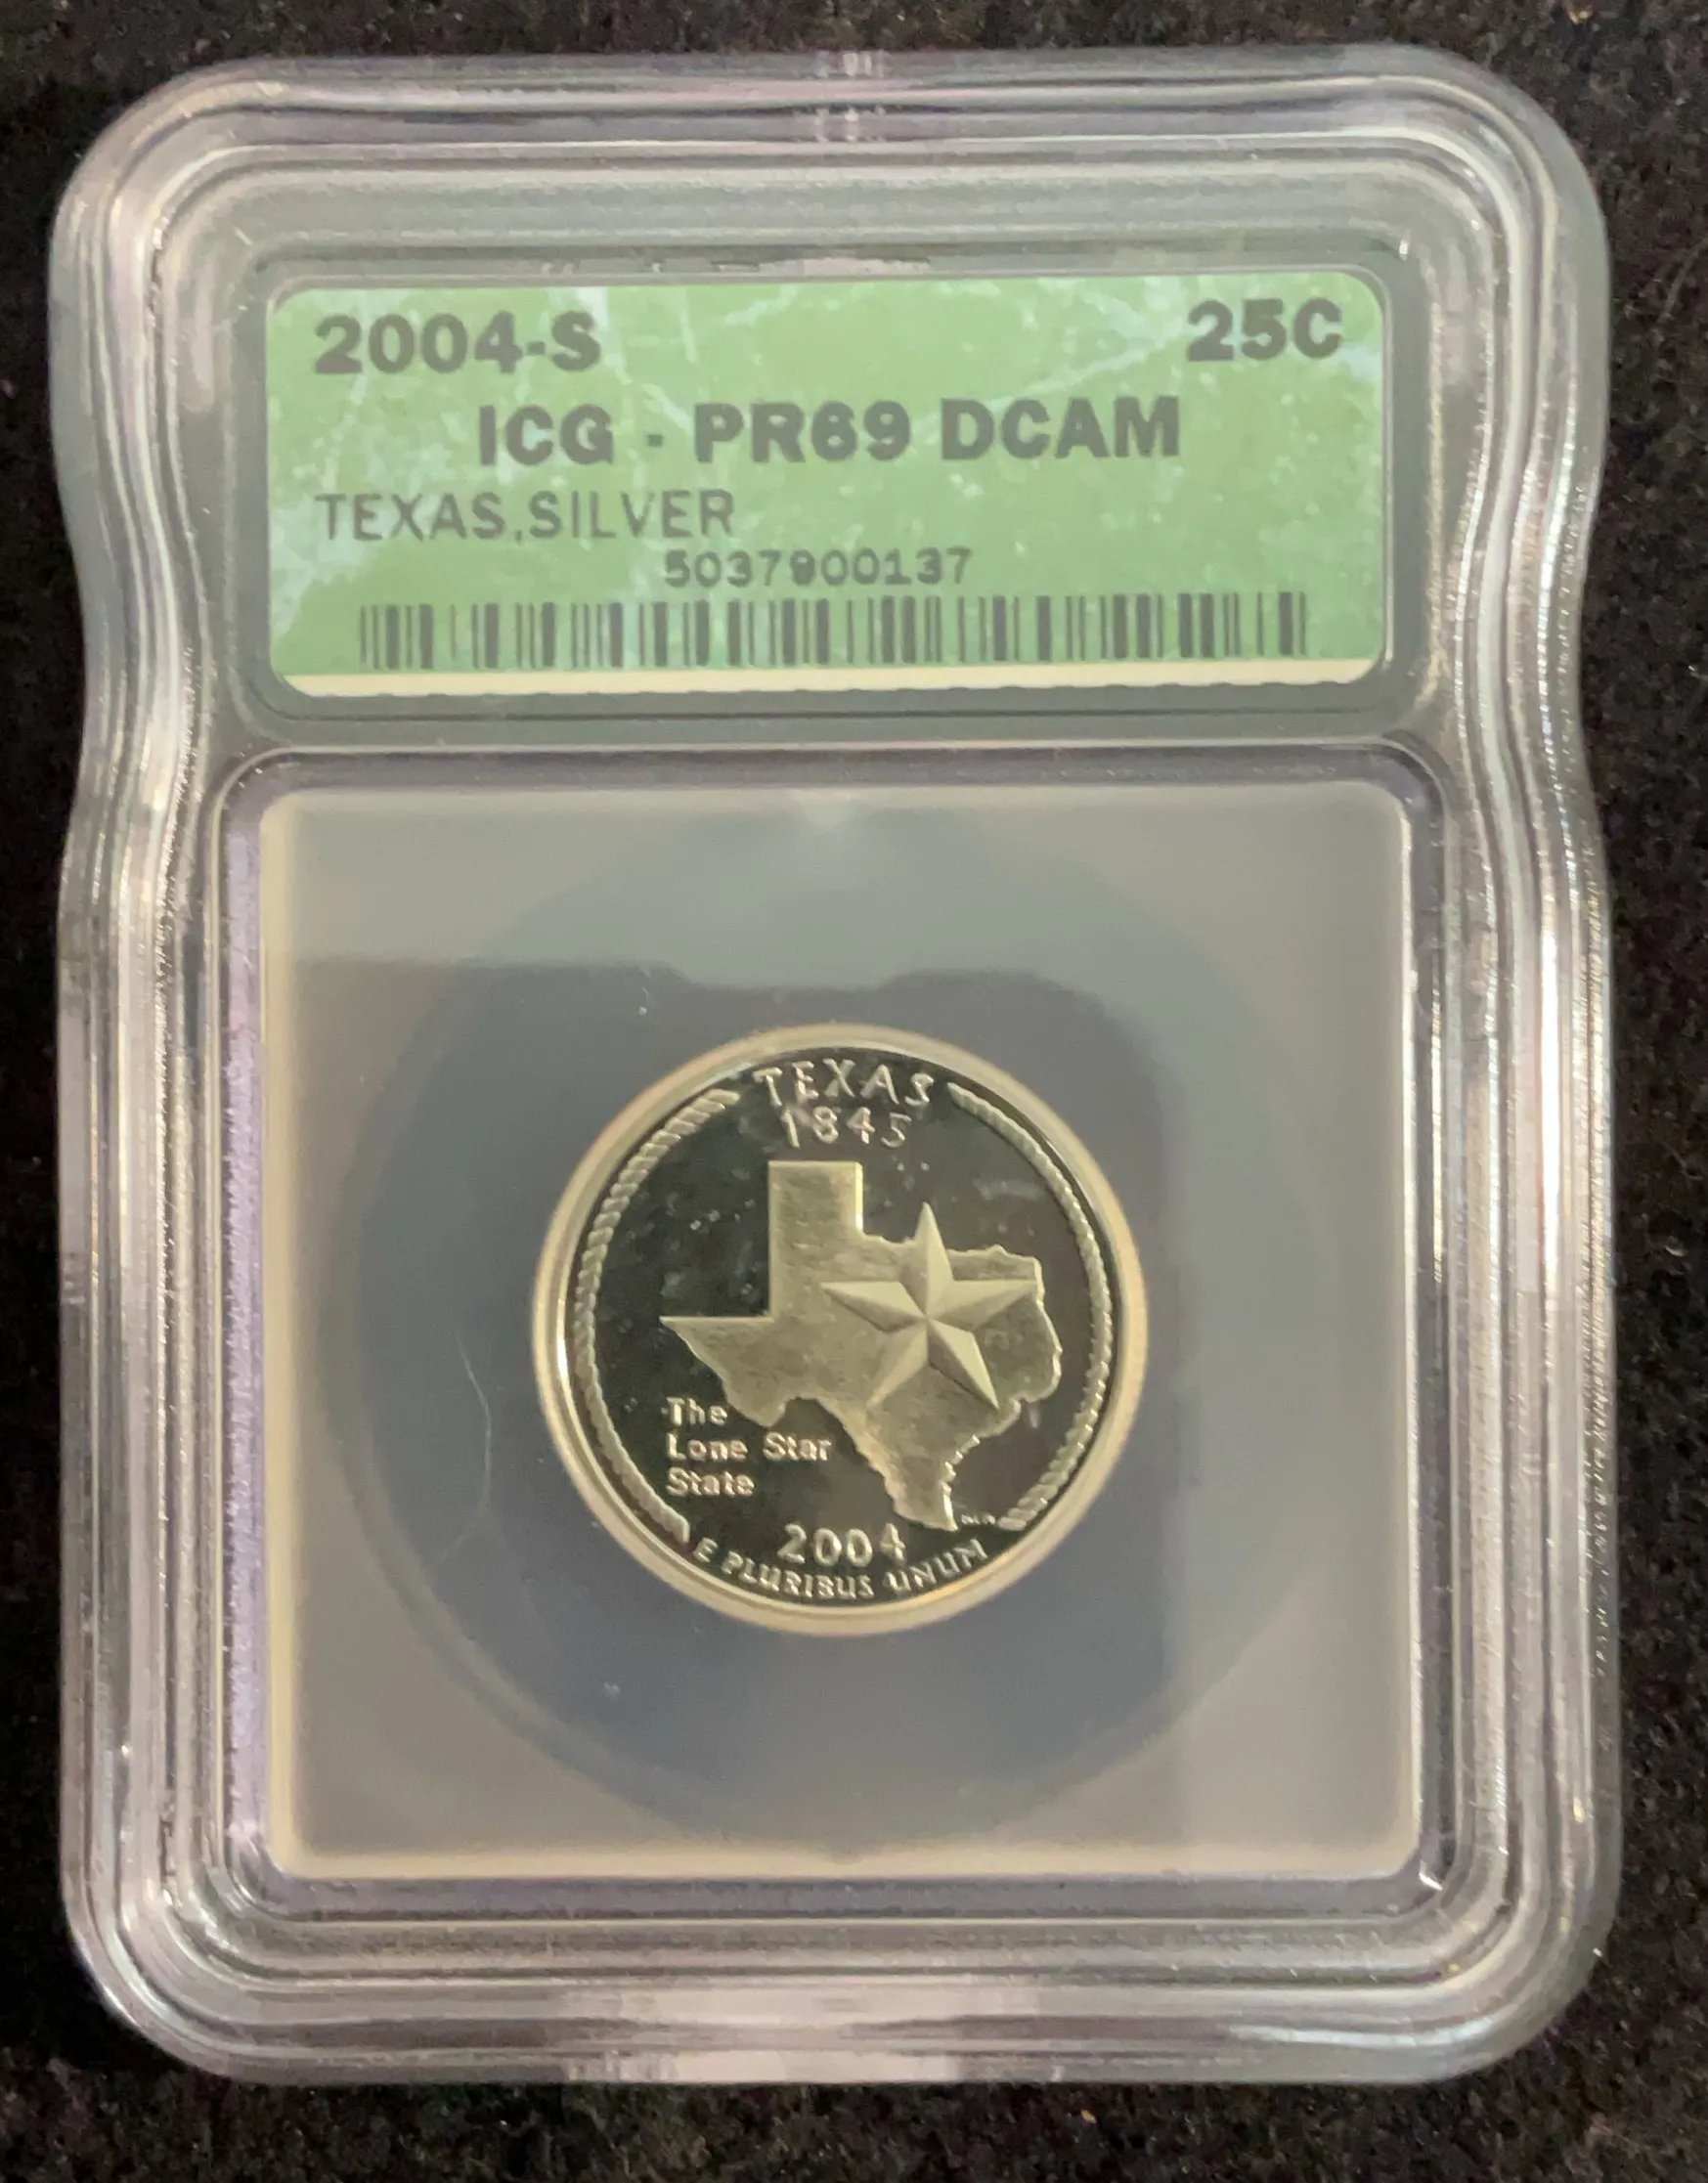 2004-S 25C
ICG - PR69 DCAM
TEXAS,SILVER
5037900137
TEXAS
1845
The
Lone Star
State
2004
E PLURIBUS UNUM